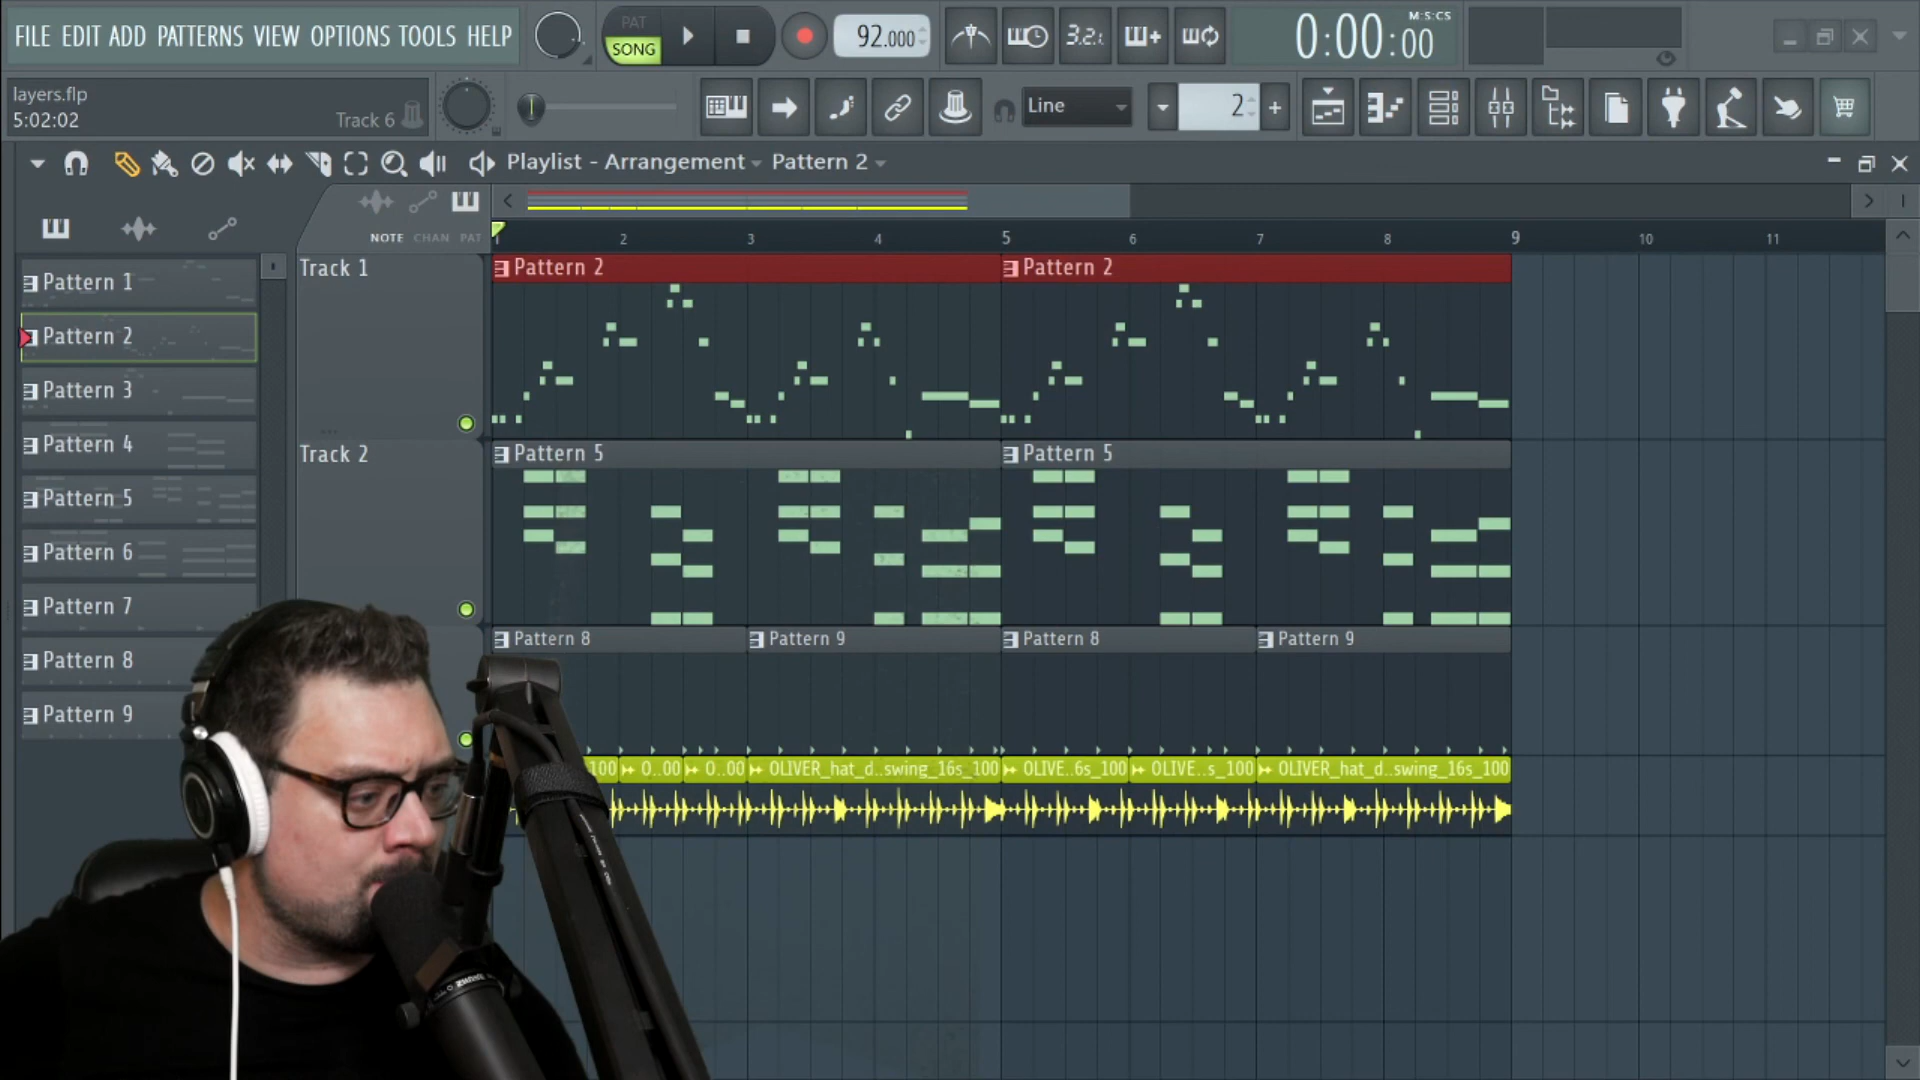 FILE EDIT ADD PATTERNS VIEW OPTIONS TOOLS HELP
PAT
SONG
92.000
3.2.
M:S:CS
0:00:00
layers.flp
5:02:02
Track 6
Line
2
Playlist - Arrangement
Pattern 2
NOTE CHAN PAT
1 2 3 4 5 6 7 8 9 10 11
Pattern 1
Pattern 2
Pattern 3
Pattern 4
Pattern 5
Pattern 6
Pattern 7
Pattern 8
Pattern 9
Track 1
Pattern 2
Pattern 2
Track 2
Pattern 5
Pattern 5
Pattern 8
Pattern 9
Pattern 8
Pattern 9
100
O..00
O..00
OLIVER_hat_d..swing_16s_100
OLIVE..6s_100
OLIVE..s_100
OLIVER_hat_d..swing_16s_100